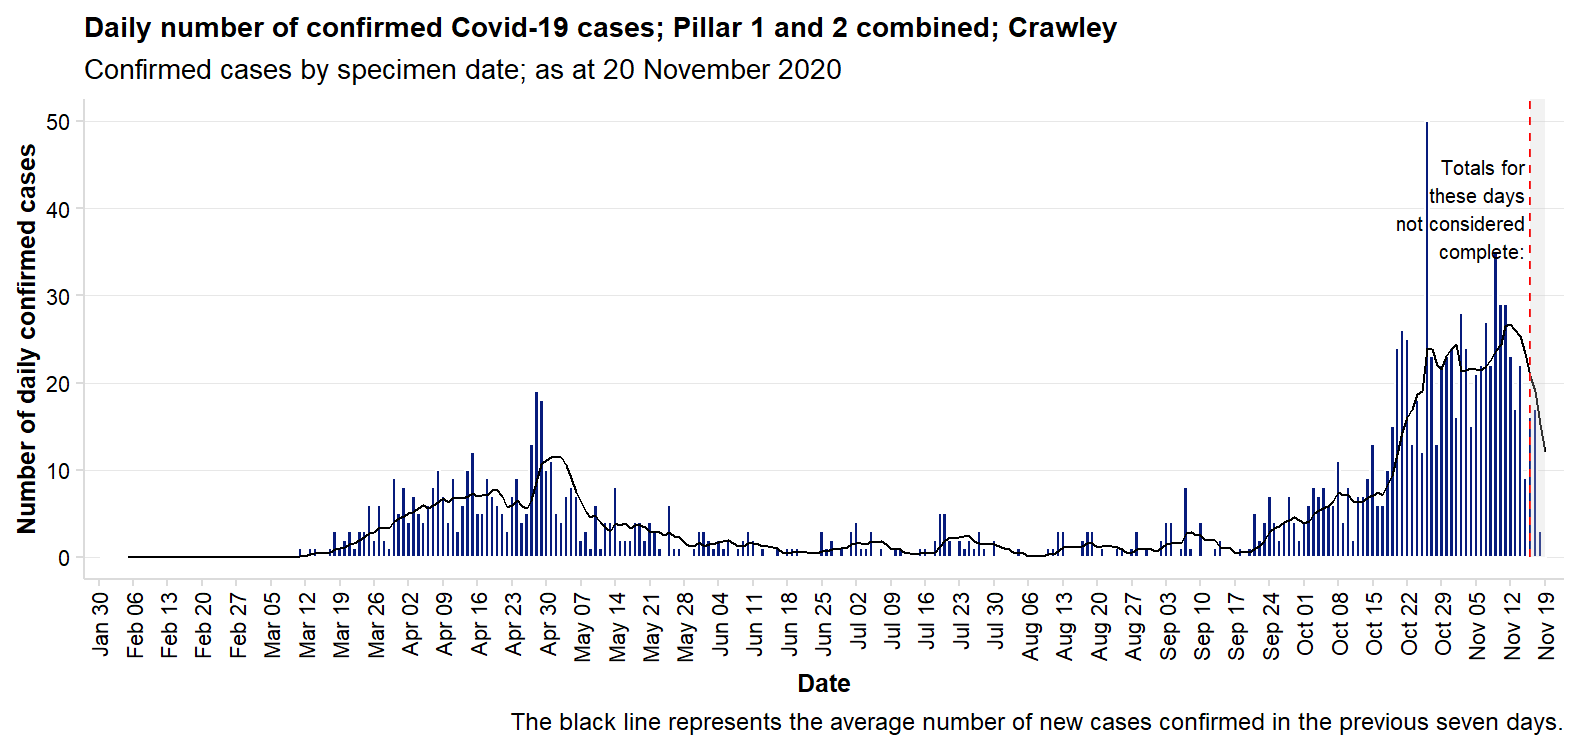 Daily number of confirmed Covid-19 cases; Pillar 1 and 2 combined; Crawley
Confirmed cases by specimen date; as at 20 November 2020
Number of daily confirmed cases
50
40
30
20
10
0
Totals for
these days
not considered
complete:
Jan 30
Feb 06
Feb 13
Feb 20
Feb 27
Mar 05
Mar 12
Mar 19
Mar 26
Apr 02
Apr 09
Apr 16
Apr 23
Apr 30
May 07
May 14
May 21
May 28
Jun 04
Jun 11
Jun 18
Jun 25
Jul 02
Jul 09
Jul 16
Jul 23
Jul 30
Aug 06
Aug 13
Aug 20
Aug 27
Sep 03
Sep 10
Sep 17
Sep 24
Oct 01
Oct 08
Oct 15
Oct 22
Oct 29
Nov 05
Nov 12
Nov 19
Date
The black line represents the average number of new cases confirmed in the previous seven days.